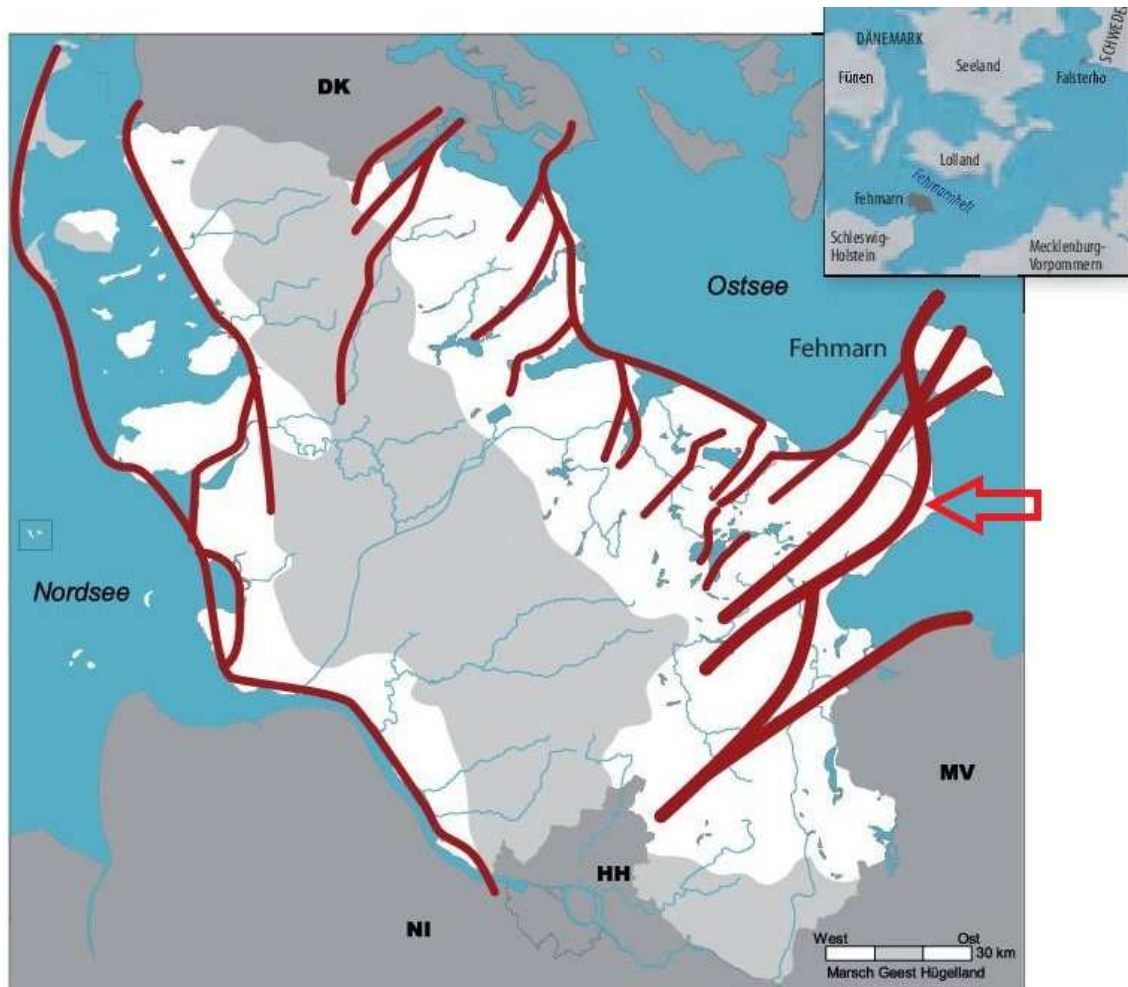 DÄNEMARK
SCHWEDE
Fünen
Seeland
Falsterbo
Lolland
Fehmarnbelt
Fehmarn
Schleswig-
Holstein
Mecklenburg-
Vorpommern
DK
Ostsee
Fehmarn
Nordsee
MV
HH
NI
West Ost
30 km
Marsch Geest Hügelland